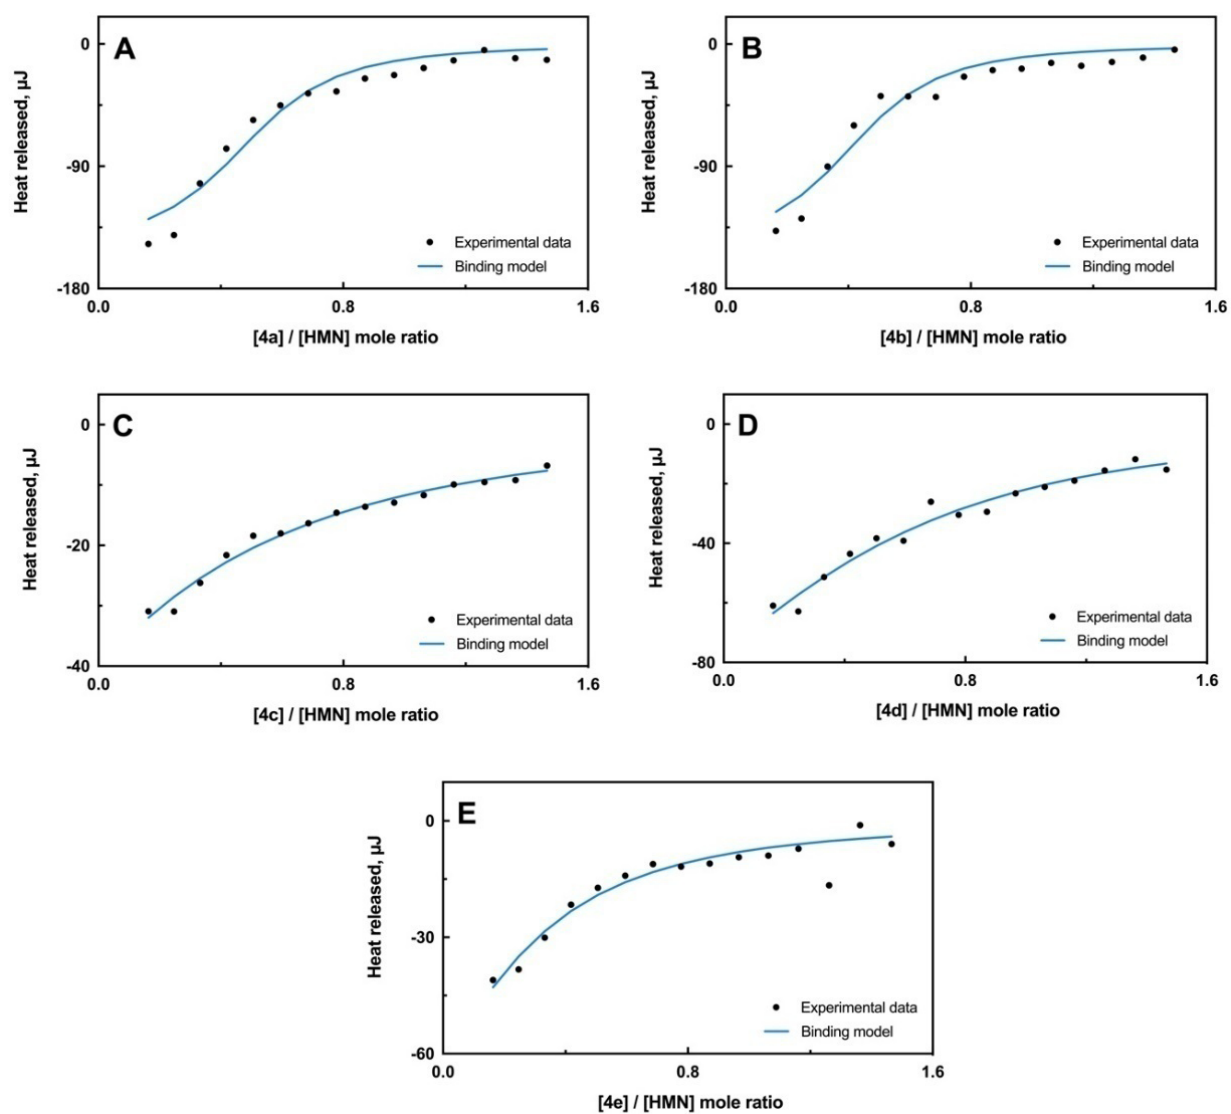 A
Heat released, µJ
0
-90
-180
Experimental data
Binding model
0.0
0.8
1.6
[4a] / [HMN] mole ratio
B
Heat released, µJ
0
-90
-180
Experimental data
Binding model
0.0
0.8
1.6
[4b] / [HMN] mole ratio
C
Heat released, µJ
0
-20
-40
Experimental data
Binding model
0.0
0.8
1.6
[4c] / [HMN] mole ratio
D
Heat released, µJ
0
-40
-80
Experimental data
Binding model
0.0
0.8
1.6
[4d] / [HMN] mole ratio
E
Heat released, µJ
0
-30
-60
Experimental data
Binding model
0.0
0.8
1.6
[4e] / [HMN] mole ratio